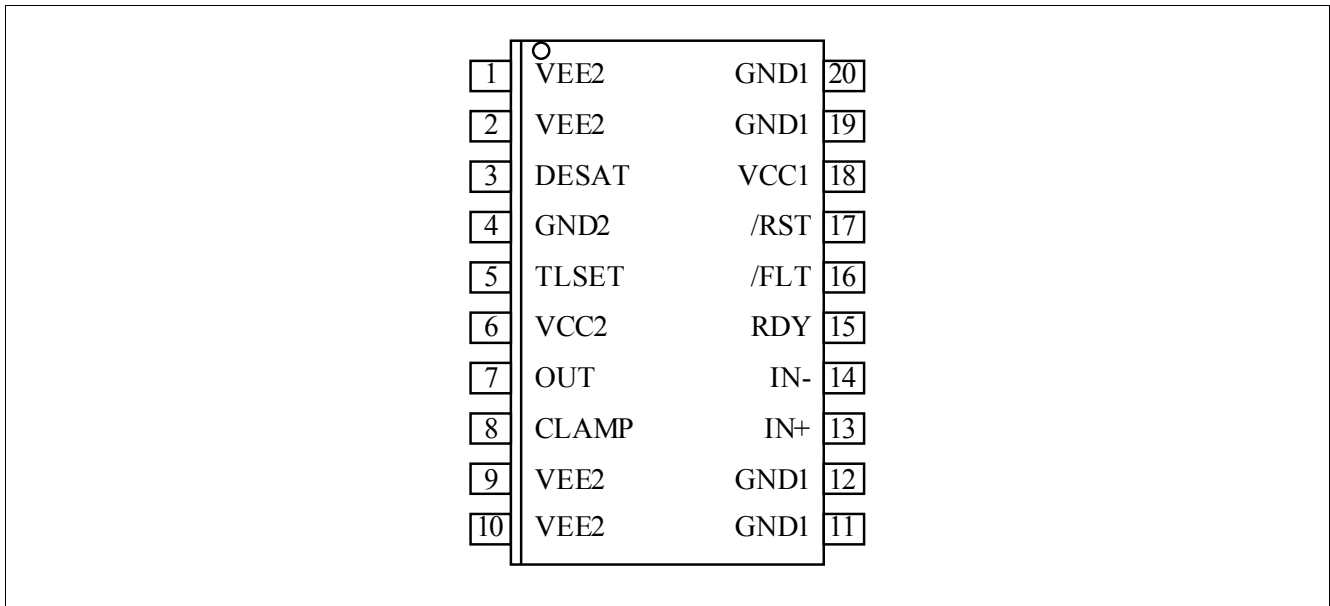 1 VEE2 GND1 20
2 VEE2 GND1 19
3 DESAT VCC1 18
4 GND2 /RST 17
5 TLSET /FLT 16
6 VCC2 RDY 15
7 OUT IN- 14
8 CLAMP IN+ 13
9 VEE2 GND1 12
10 VEE2 GND1 11